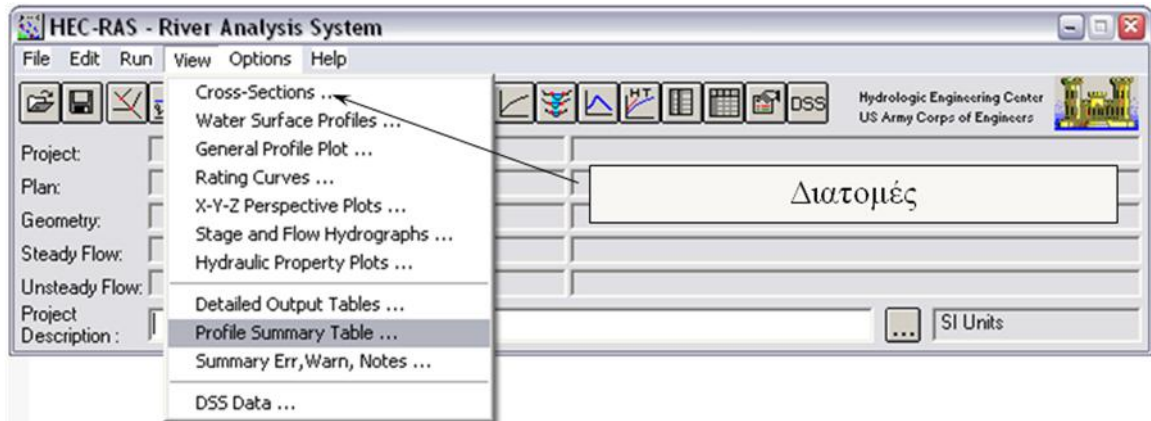 HEC-RAS - River Analysis System
File Edit Run View Options Help
Cross-Sections ...
Water Surface Profiles ...
General Profile Plot ...
Rating Curves ...
X-Y-Z Perspective Plots ...
Stage and Flow Hydrographs ...
Hydraulic Property Plots ...
Detailed Output Tables ...
Profile Summary Table ...
Summary Err,Warn, Notes ...
DSS Data ...
HT
DSS
Hydrologic Engineering Center
US Army Corps of Engineers
Project:
Plan:
Geometry:
Steady Flow:
Unsteady Flow:
Project
Description :
Διατομές
...
SI Units